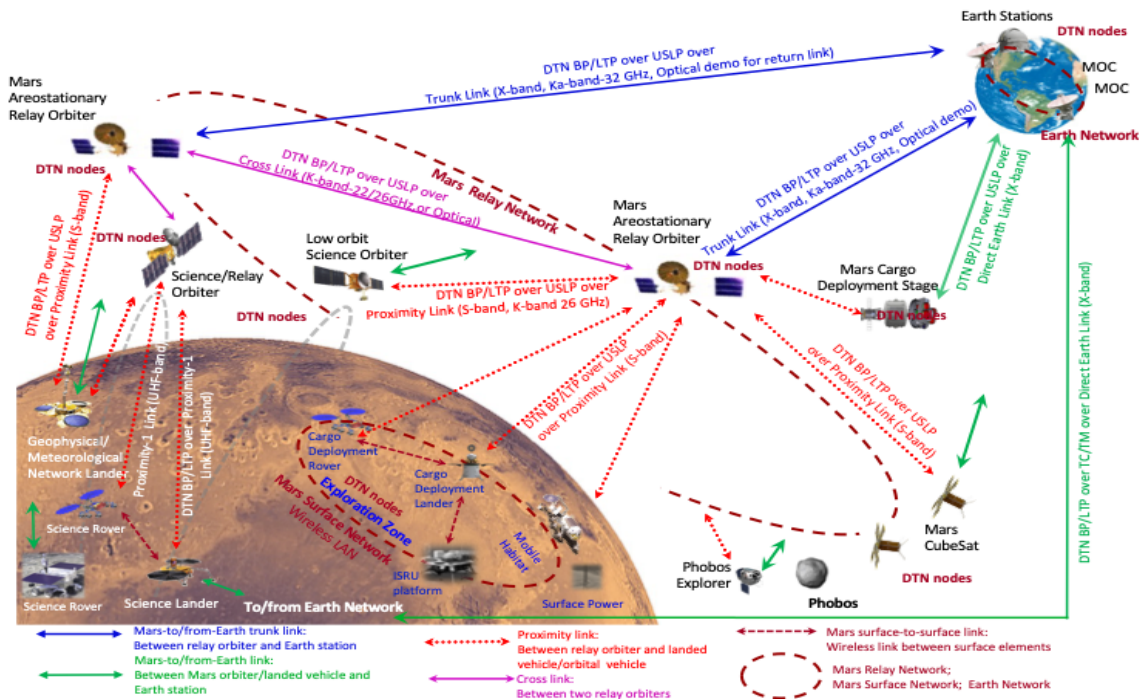 Earth Stations
DTN nodes
MOC
MOC
Earth Network
Mars
Areostationary
Relay Orbiter
DTN nodes
DTN BP/LTP over USLP over
Trunk Link (X-band, Ka-band-32 GHz, Optical demo for return link)
DTN BP/LTP over USLP over
Cross Link (K-band-22/26GHz or Optical)
Mars Relay Network
DTN BP/LTP over USLP over
Trunk Link (X-band, Ka-band-32 GHz, Optical demo)
DTN BP/LTP over USLP over
Direct Earth Link (X-band)
Mars
Areostationary
Relay Orbiter
DTN nodes
DTN nodes
Science/Relay
Orbiter
Low orbit
Science Orbiter
DTN nodes
DTN BP/LTP over USLP over
Proximity Link (S-band, K-band 26 GHz)
Mars Cargo
Deployment Stage
DTN nodes
DTN BP/LTP over USLP
over Proximity Link (S-band)
DTN BP/LTP over USLP
over Proximity Link (S-band)
DTN BP/LTP over USLP
over Proximity Link (S-band)
DTN BP/LTP over TC/TM over Direct Earth Link (X-band)
Proximity-1 Link (UHF-band)
DTN BP/LTP over Proximity-1
Link (UHF-band)
Geophysical/
Meteorological
Network Lander
Science Rover
Science Rover
Science Lander
Cargo
Deployment
Rover
Cargo
Deployment
Lander
DTN nodes
Exploration Zone
Mars Surface Network
Wireless LAN
Mobile
Habitat
ISRU
platform
Surface Power
To/from Earth Network
Phobos
Explorer
Phobos
Mars
CubeSat
DTN nodes
Mars-to/from-Earth trunk link:
Between relay orbiter and Earth station
Mars-to/from-Earth link:
Between Mars orbiter/landed vehicle and
Earth station
Proximity link:
Between relay orbiter and landed
vehicle/orbital vehicle
Cross link:
Between two relay orbiters
Mars surface-to-surface link:
Wireless link between surface elements
Mars Relay Network;
Mars Surface Network; Earth Network